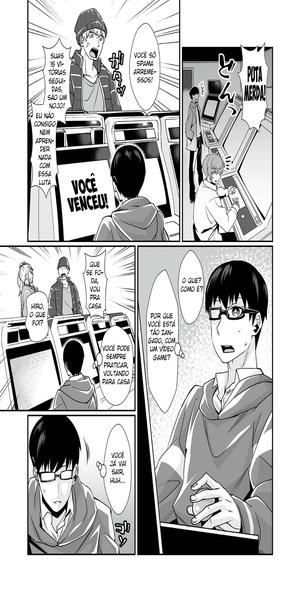 PUTA
MERDA!
VOCÊ SÓ
SPAMA
ARREME-
SSOS!
SUAS
15 VI-
TÓRIAS
SEGUI-
DAS,
SÃO UM
NOJO!
EU NÃO
CONSIGO
NEM
APREN-
DER
NADA
COM
ESSA LUTA
VOCÊ
VENCEU!
O QUE?
COMO É?
POR QUE
VOCÊ ESTÁ
TÃO ZAN-
GADO,
COM UM
VÍDEO
GAME?
QUE
SE FO-
DA,
VOU
PRA
CASA
HIRO,
O QUE
FOI?
VOCÊ PODE
SEMPRE
PRATICAR,
VOLTANDO
PARA CASA
VOCÊ
JÁ VAI
SAIR,
HUH...